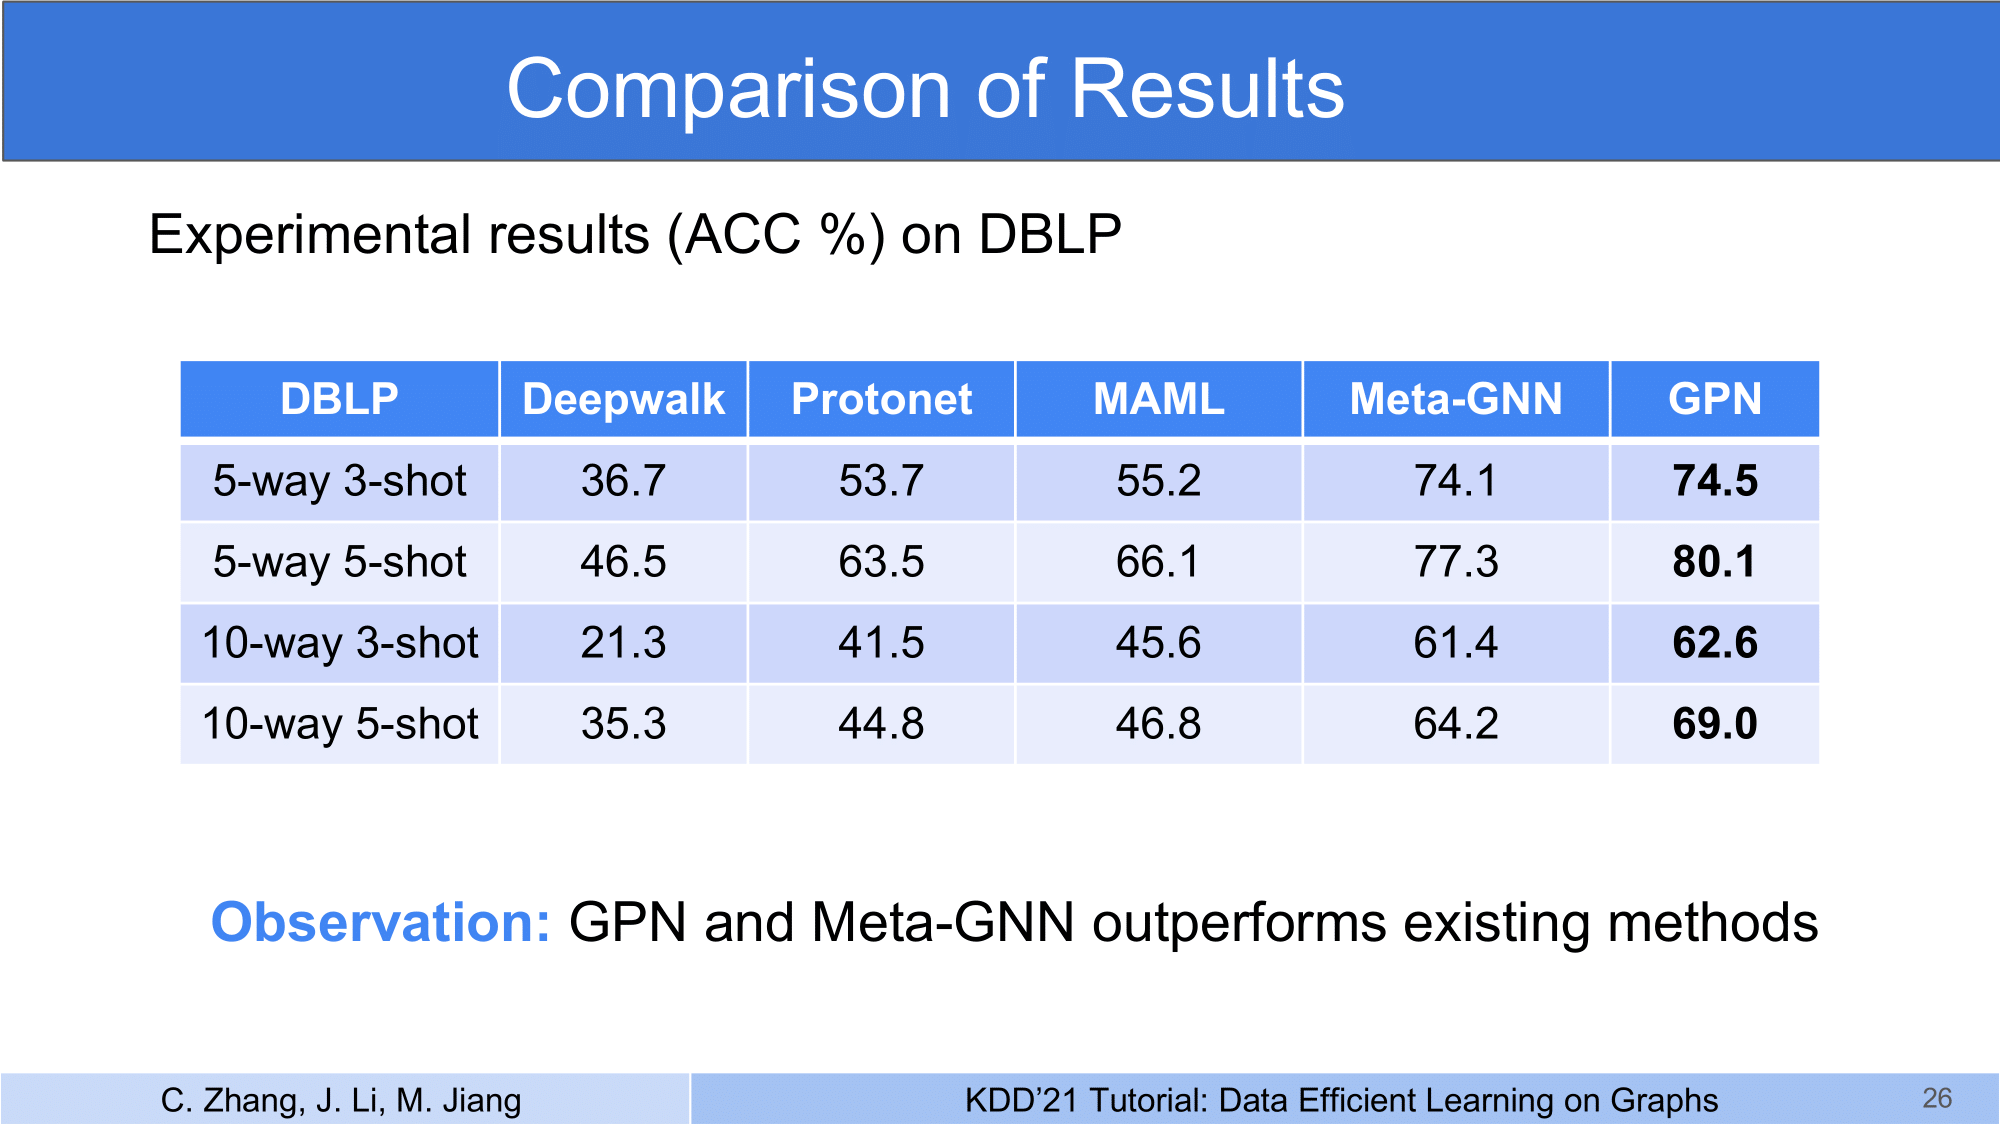 Comparison of Results
Experimental results (ACC %) on DBLP
DBLP Deepwalk Protonet MAML Meta-GNN GPN
5-way 3-shot 36.7 53.7 55.2 74.1 74.5
5-way 5-shot 46.5 63.5 66.1 77.3 80.1
10-way 3-shot 21.3 41.5 45.6 61.4 62.6
10-way 5-shot 35.3 44.8 46.8 64.2 69.0
Observation: GPN and Meta-GNN outperforms existing methods
C. Zhang, J. Li, M. Jiang KDD’21 Tutorial: Data Efficient Learning on Graphs 26